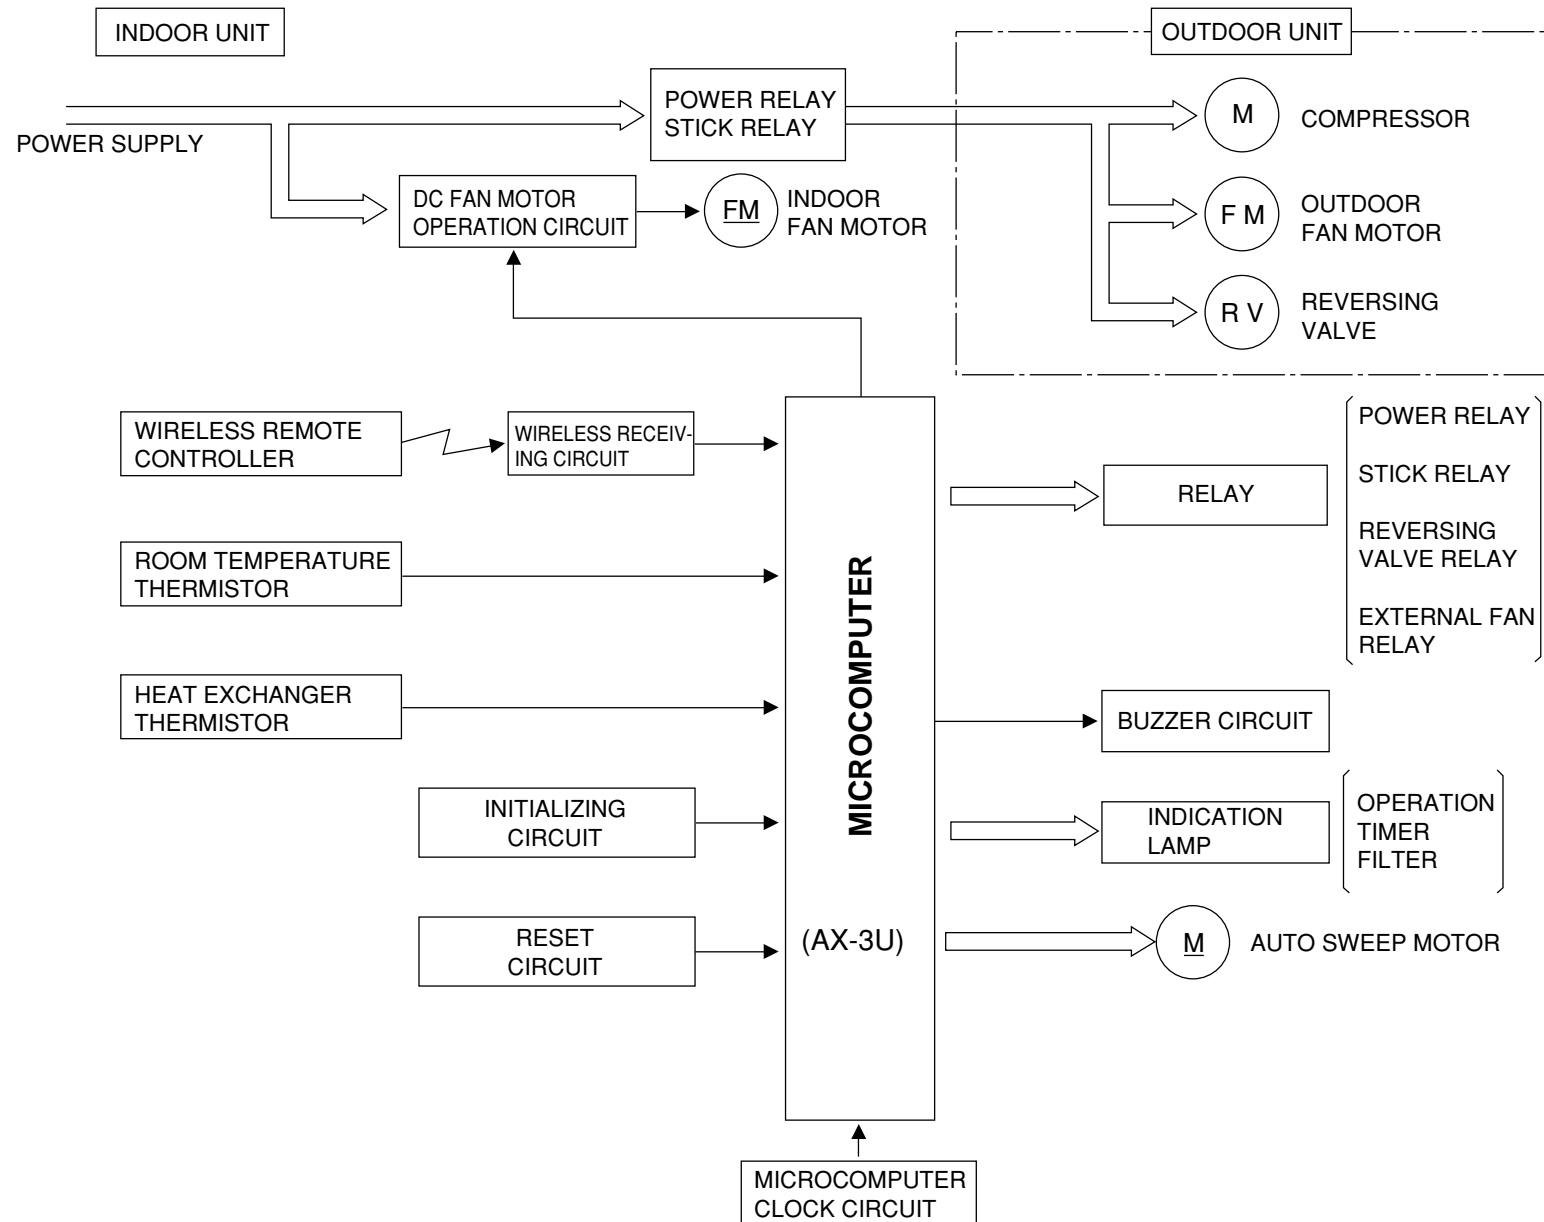 INDOOR UNIT
OUTDOOR UNIT
POWER SUPPLY
POWER RELAY
STICK RELAY
M
COMPRESSOR
DC FAN MOTOR
OPERATION CIRCUIT
FM
INDOOR
FAN MOTOR
F M
OUTDOOR
FAN MOTOR
R V
REVERSING
VALVE
WIRELESS REMOTE
CONTROLLER
WIRELESS RECEIV-
ING CIRCUIT
ROOM TEMPERATURE
THERMISTOR
HEAT EXCHANGER
THERMISTOR
INITIALIZING
CIRCUIT
RESET
CIRCUIT
MICROCOMPUTER
(AX-3U)
MICROCOMPUTER
CLOCK CIRCUIT
RELAY
POWER RELAY
STICK RELAY
REVERSING
VALVE RELAY
EXTERNAL FAN
RELAY
BUZZER CIRCUIT
INDICATION
LAMP
OPERATION
TIMER
FILTER
M
AUTO SWEEP MOTOR